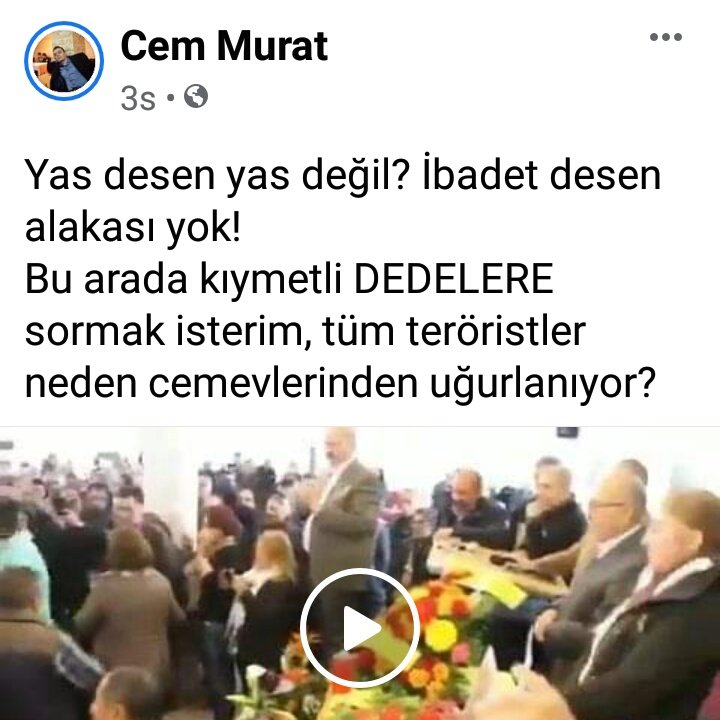 Cem Murat
3s •
Yas desen yas değil? İbadet desen
alakası yok!
Bu arada kıymetli DEDELERE
sormak isterim, tüm teröristler
neden cemevlerinden uğurlanıyor?